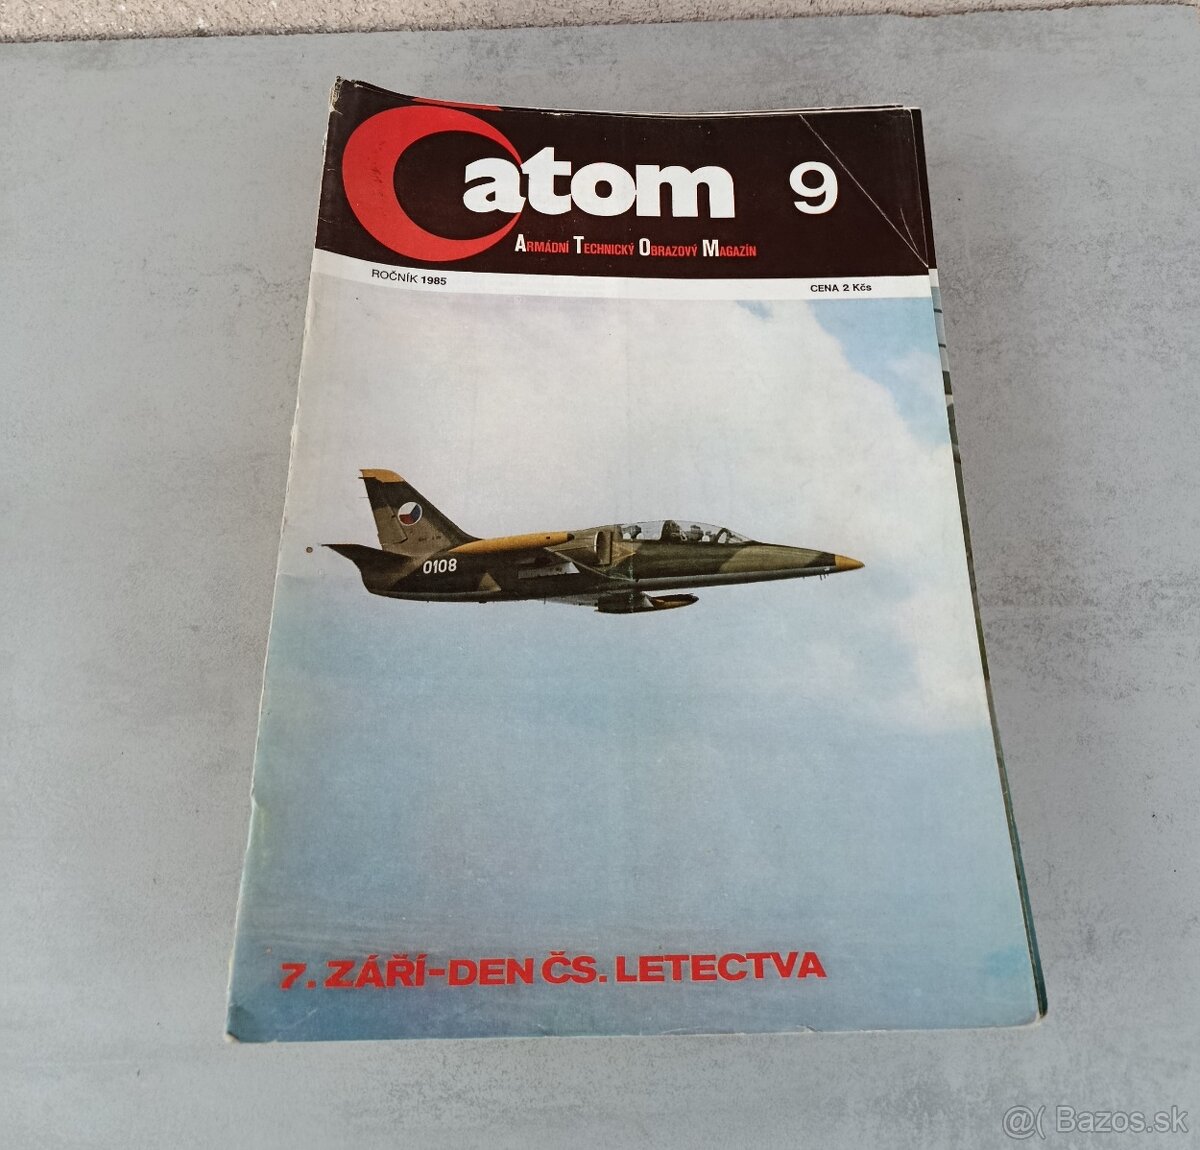 atom 9
ARMÁDNÍ TECHNICKÝ OBRAZOVÝ MAGAZÍN
ROČNÍK 1985
CENA 2 Kčs
0108
7. ZÁŘÍ-DEN ČS. LETECTVA
@( Bazos.sk